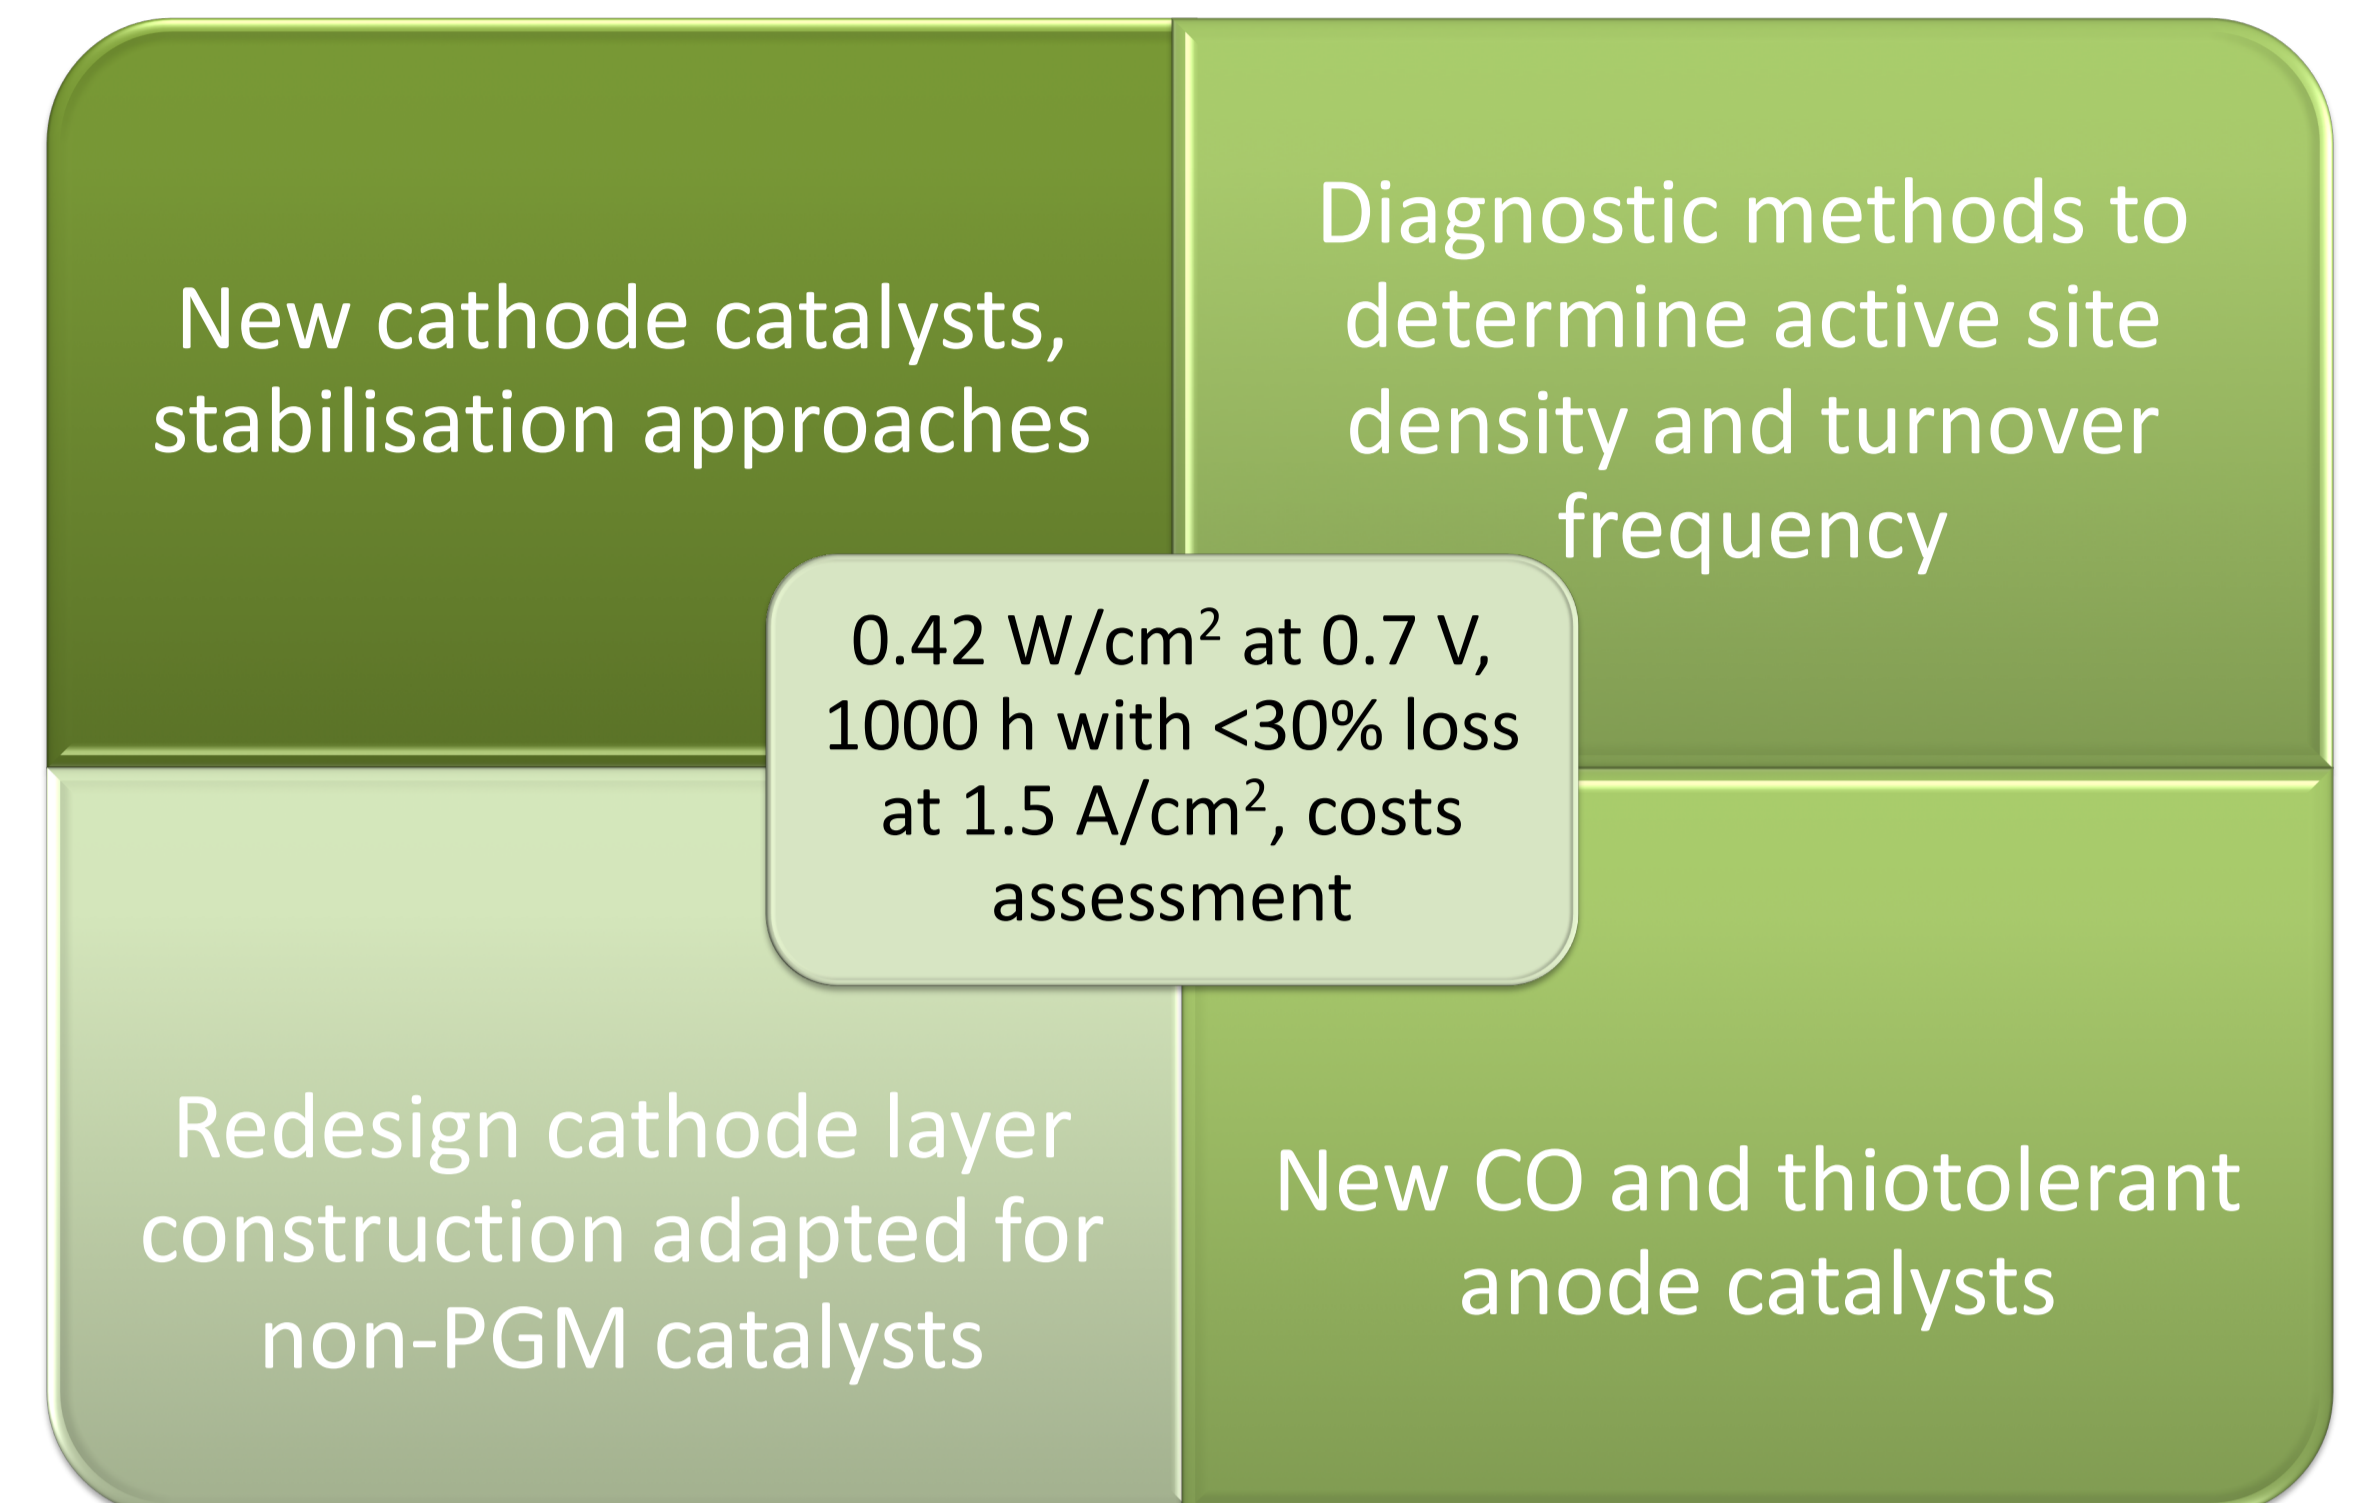 New cathode catalysts,
stabilisation approaches
Diagnostic methods to
determine active site
density and turnover
frequency
0.42 W/cm² at 0.7 V,
1000 h with <30% loss
at 1.5 A/cm², costs
assessment
Redesign cathode layer
construction adapted for
non-PGM catalysts
New CO and thiotolerant
anode catalysts